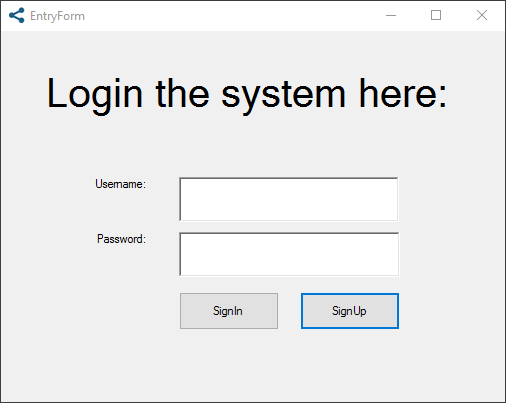 EntryForm
Login the system here:
Username:
Password:
SignIn
SignUp